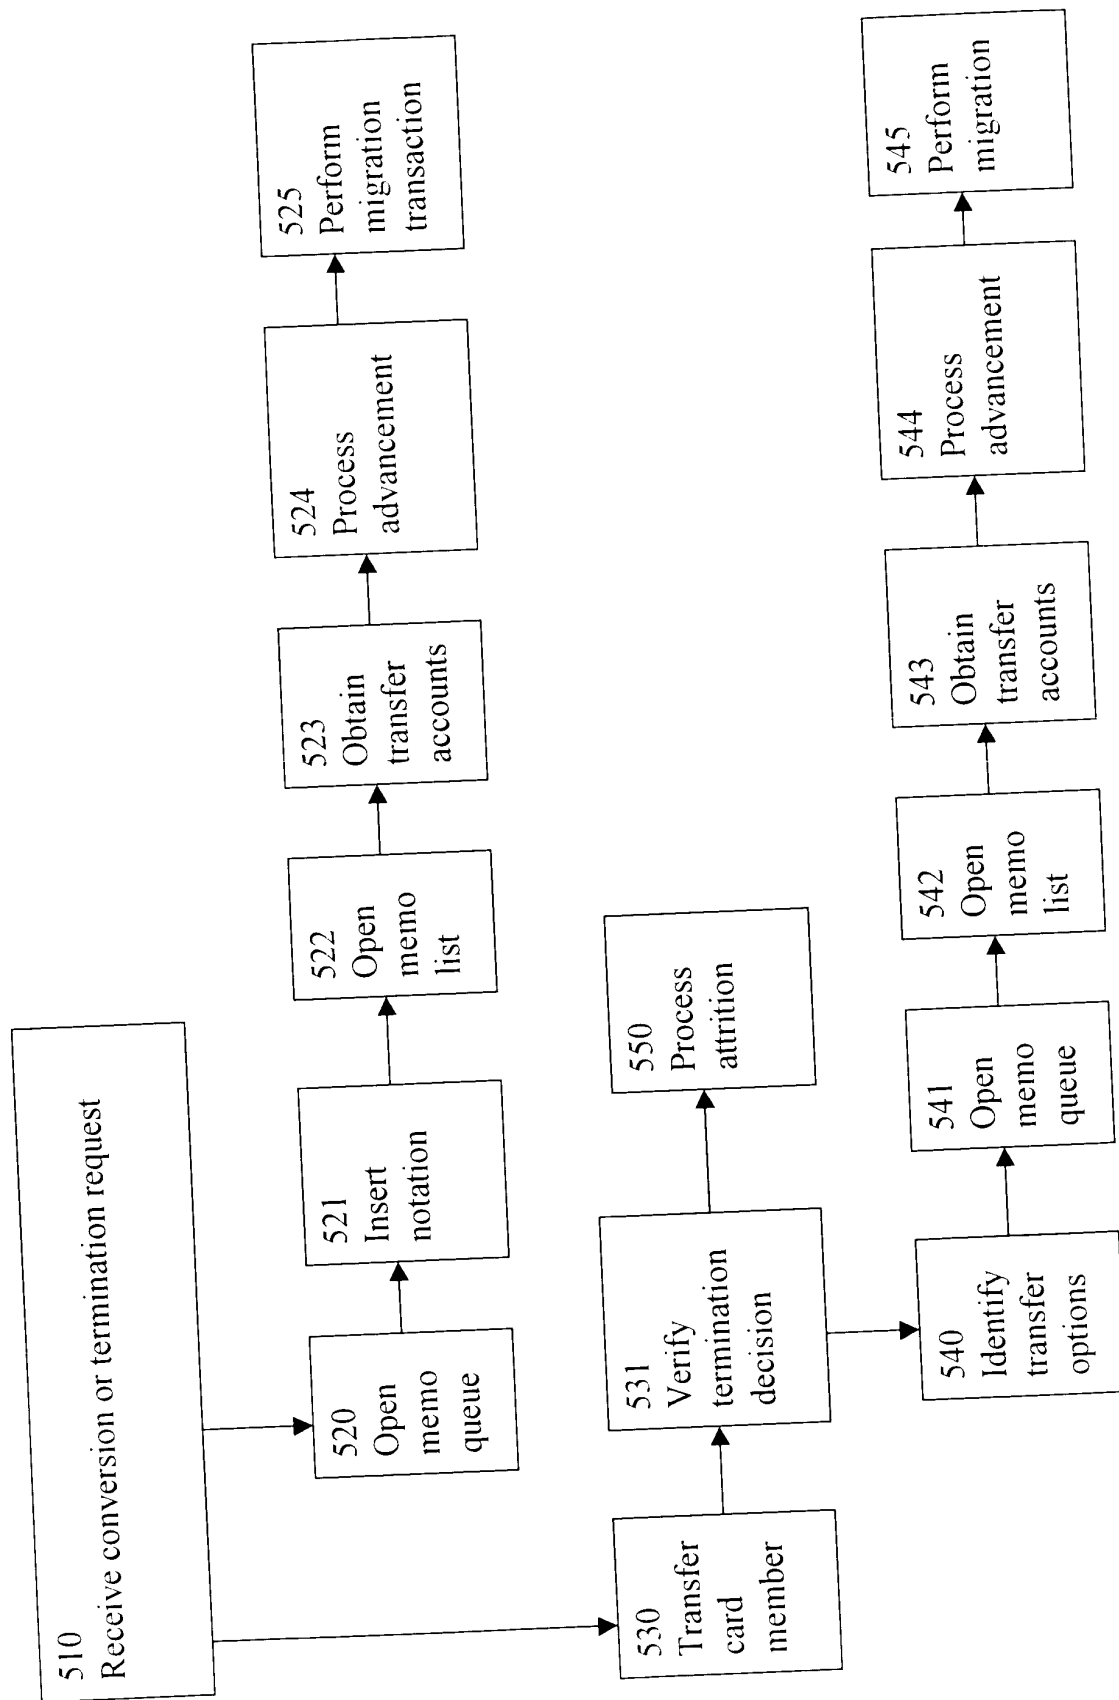 510
Receive conversion or termination request
520
Open
memo
queue
521
Insert
notation
522
Open
memo
list
523
Obtain
transfer
accounts
524
Process
advancement
525
Perform
migration
transaction
530
Transfer
card
member
531
Verify
termination
decision
550
Process
attrition
540
Identify
transfer
options
541
Open
memo
queue
542
Open
memo
list
543
Obtain
transfer
accounts
544
Process
advancement
545
Perform
migration